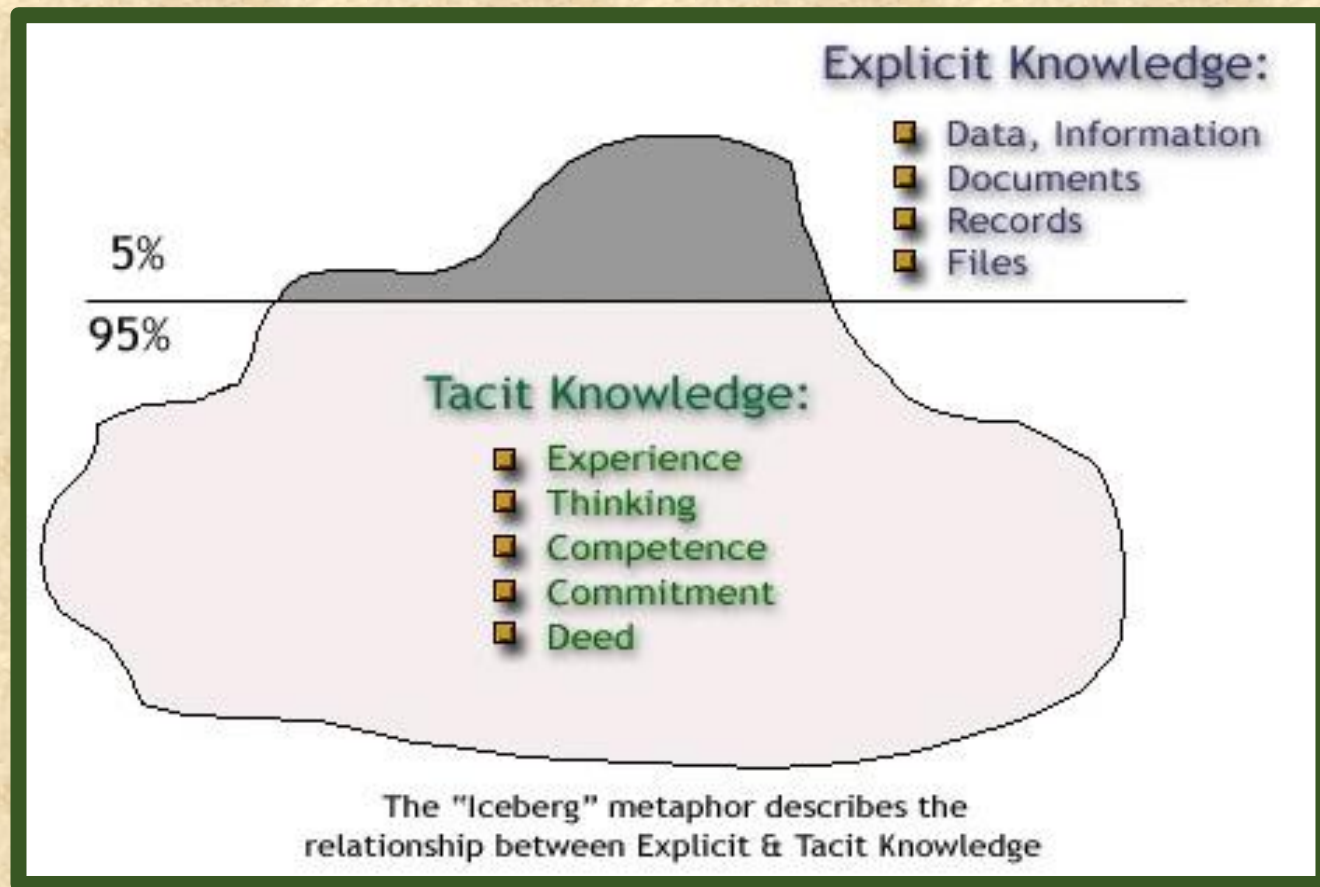 Explicit Knowledge:
Data, Information
Documents
Records
Files
5%
95%
Tacit Knowledge:
Experience
Thinking
Competence
Commitment
Deed
The "Iceberg" metaphor describes the
relationship between Explicit & Tacit Knowledge